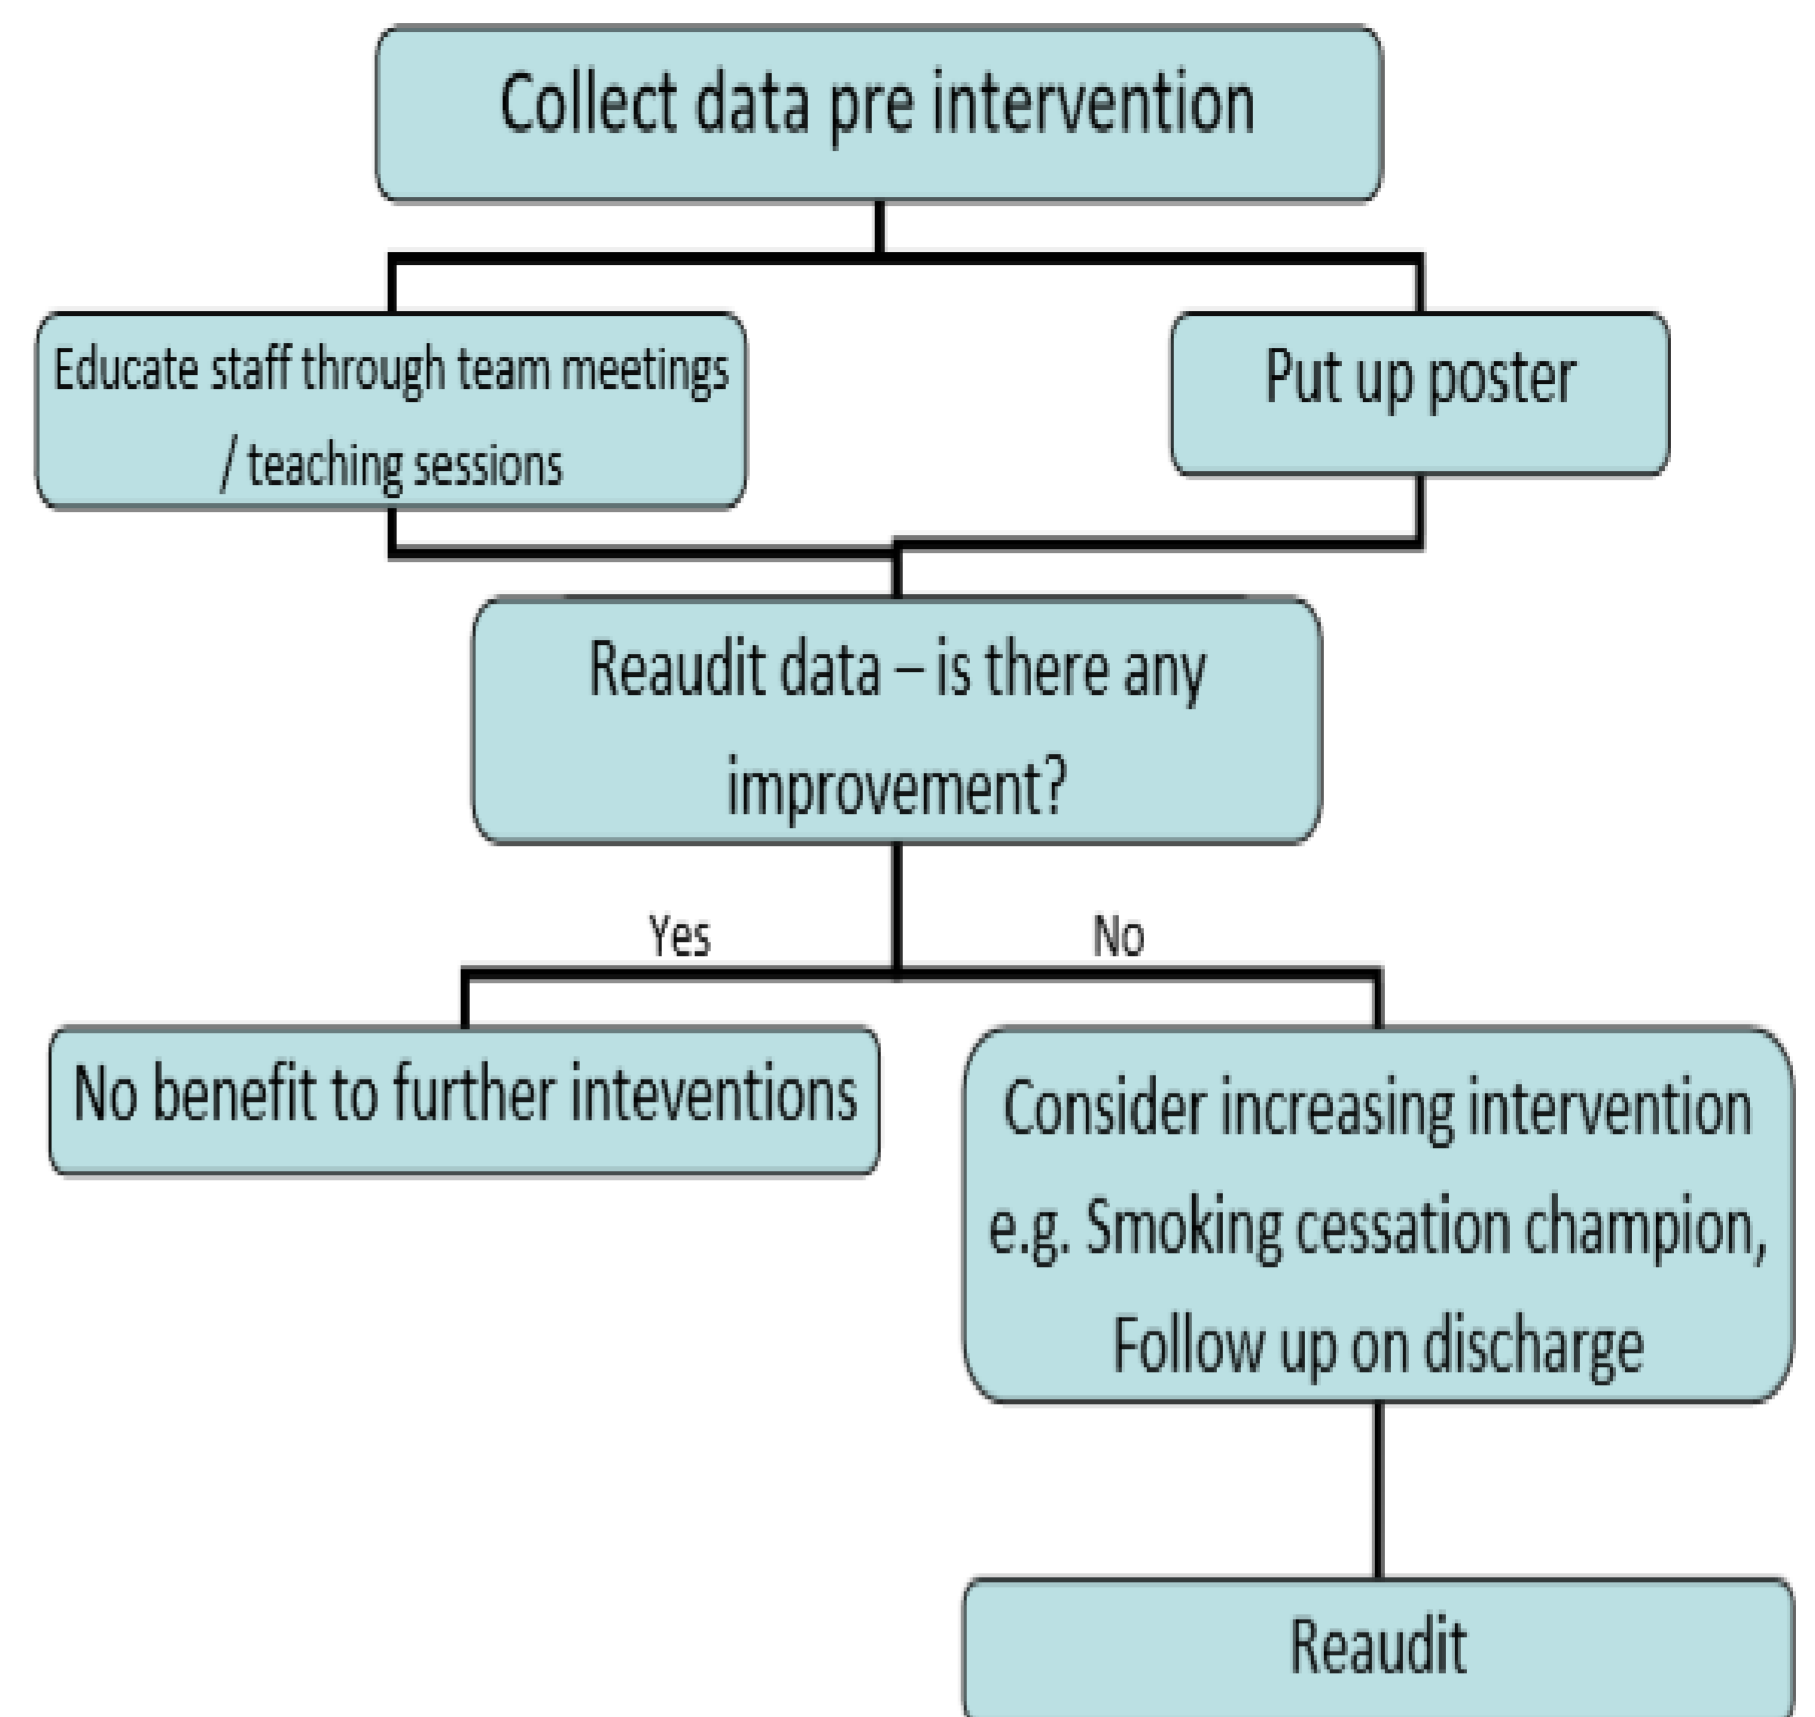 Collect data pre intervention
Educate staff through team meetings
/ teaching sessions
Put up poster
Reaudit data – is there any
improvement?
Yes
No
No benefit to further inteventions
Consider increasing intervention
e.g. Smoking cessation champion,
Follow up on discharge
Reaudit